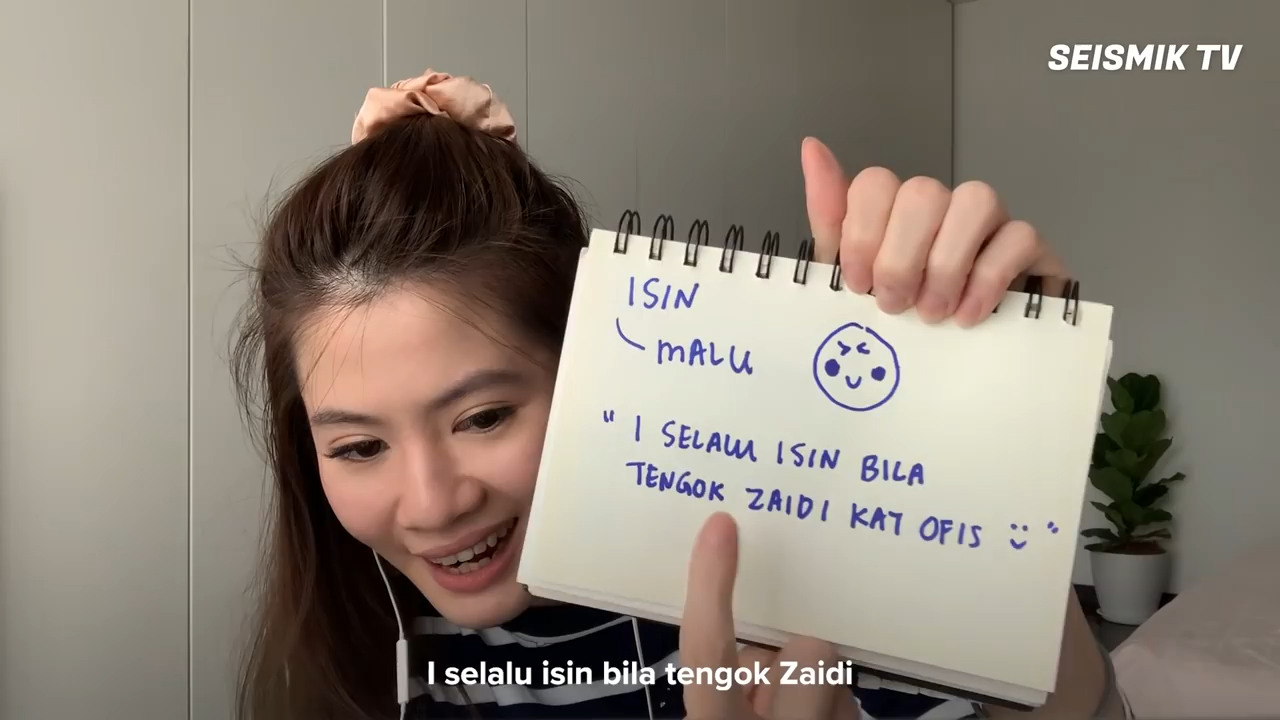 SEISMIK TV
ISIN
MALU
" I SELALU ISIN BILA
TENGOK ZAIDI KAT OFIS "
I selalu isin bila tengok Zaidi